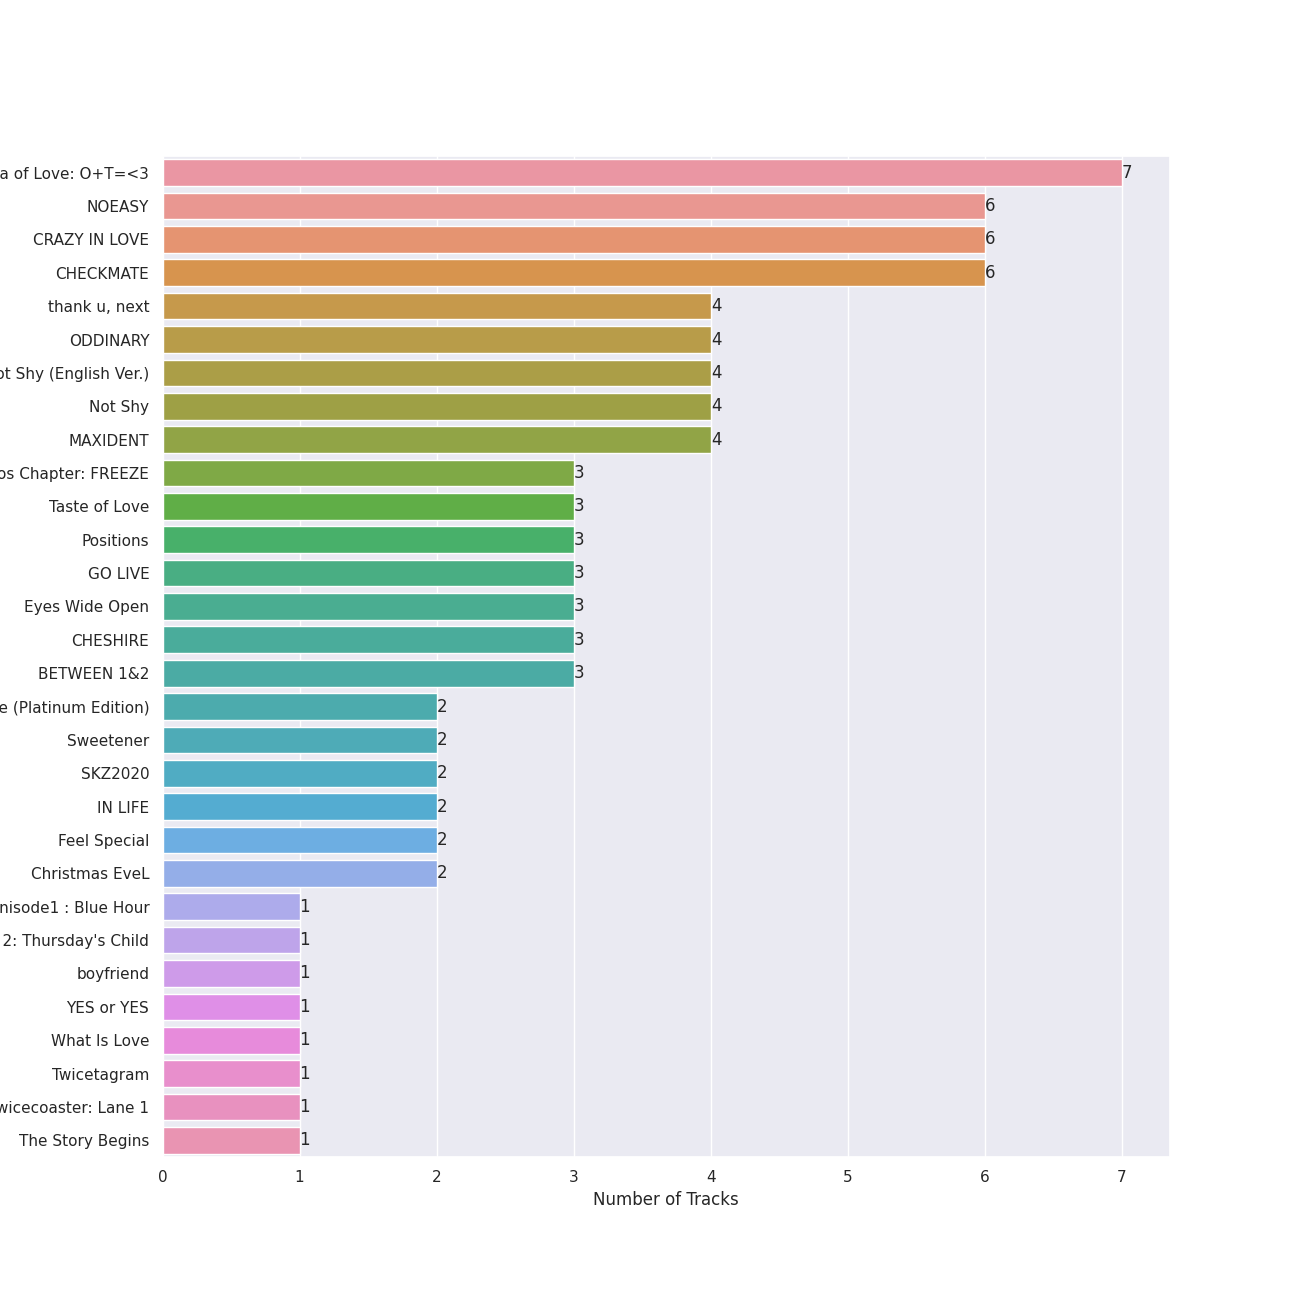 a of Love: O+T=<3 7
NOEASY 6
CRAZY IN LOVE 6
CHECKMATE 6
thank u, next 4
ODDINARY 4
ot Shy (English Ver.) 4
Not Shy 4
MAXIDENT 4
os Chapter: FREEZE 3
Taste of Love 3
Positions 3
GO LIVE 3
Eyes Wide Open 3
CHESHIRE 3
BETWEEN 1&2 3
e (Platinum Edition) 2
Sweetener 2
SKZ2020 2
IN LIFE 2
Feel Special 2
Christmas EveL 2
nisode1 : Blue Hour 1
2: Thursday's Child 1
boyfriend 1
YES or YES 1
What Is Love 1
Twicetagram 1
wicecoaster: Lane 1 1
The Story Begins 1
0 1 2 3 4 5 6 7
Number of Tracks